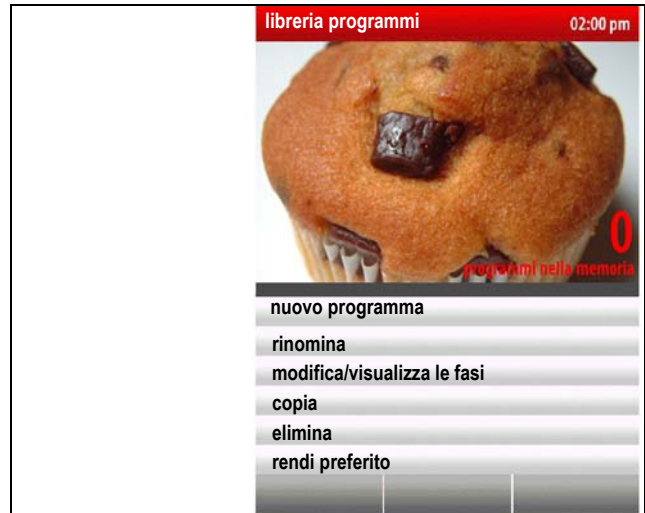 libreria programmi 02:00 pm
0
programmi nella memoria
nuovo programma
rinomina
modifica/visualizza le fasi
copia
elimina
rendi preferito